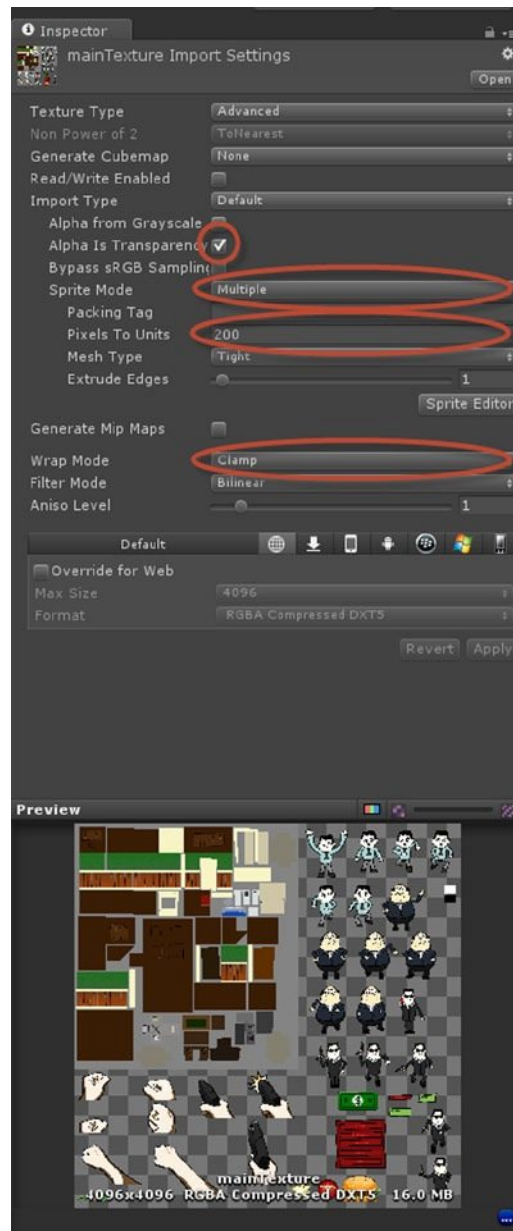 Inspector
mainTexture Import Settings
Open
Texture Type Advanced
Non Power of 2 ToNearest
Generate Cubemap None
Read/Write Enabled
Import Type Default
Alpha from Grayscale
Alpha Is Transparency
Bypass sRGB Sampling
Sprite Mode Multiple
Packing Tag
Pixels To Units 200
Mesh Type Tight
Extrude Edges 1
Sprite Editor
Generate Mip Maps
Wrap Mode Clamp
Filter Mode Bilinear
Aniso Level 1
Default
Override for Web
Max Size 4096
Format RGBA Compressed DXT5
Revert Apply
Preview
mainTexture
4096x4096 RGBA Compressed DXT5 16.0 MB